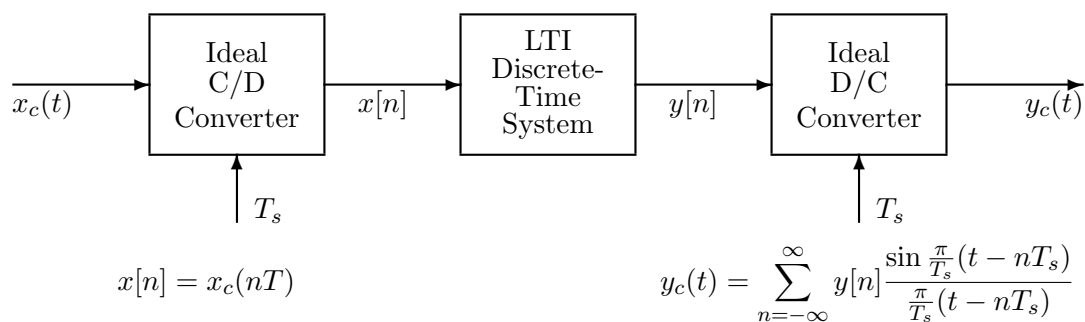 Ideal
C/D
Converter
LTI
Discrete-
Time
System
Ideal
D/C
Converter
x_c(t)
x[n]
y[n]
y_c(t)
T_s
T_s
x[n] = x_c(nT)
y_c(t) = \sum_{n=-\infty}^{\infty} y[n] \frac{\sin \frac{\pi}{T_s}(t - nT_s)}{\frac{\pi}{T_s}(t - nT_s)}